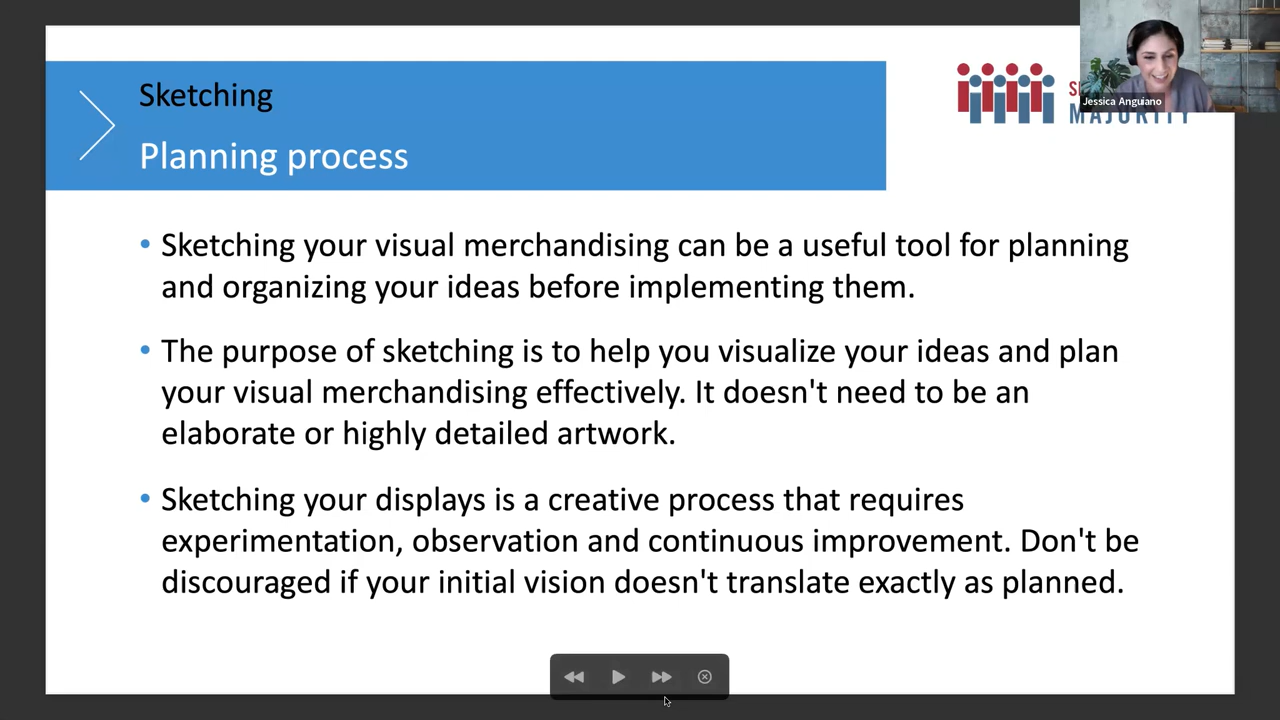 Sketching
Planning process
Jessica Anguiano
MAJORITY
• Sketching your visual merchandising can be a useful tool for planning
and organizing your ideas before implementing them.
• The purpose of sketching is to help you visualize your ideas and plan
your visual merchandising effectively. It doesn't need to be an
elaborate or highly detailed artwork.
• Sketching your displays is a creative process that requires
experimentation, observation and continuous improvement. Don't be
discouraged if your initial vision doesn't translate exactly as planned.